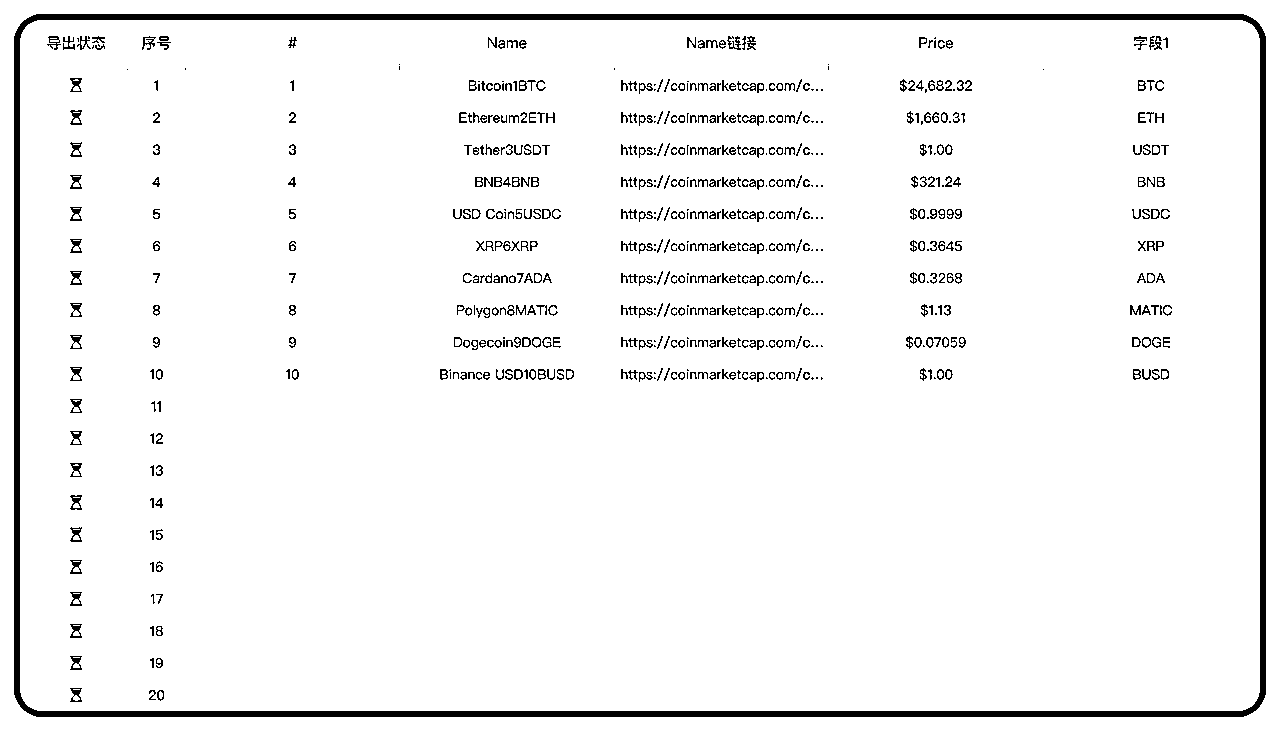 导出状态 序号 # Name Name链接 Price 字段1
1 1 Bitcoin1BTC https://coinmarketcap.com/c... $24,682.32 BTC
2 2 Ethereum2ETH https://coinmarketcap.com/c... $1,660.31 ETH
3 3 Tether3USDT https://coinmarketcap.com/c... $1.00 USDT
4 4 BNB4BNB https://coinmarketcap.com/c... $321.24 BNB
5 5 USD Coin5USDC https://coinmarketcap.com/c... $0.9999 USDC
6 6 XRP6XRP https://coinmarketcap.com/c... $0.3645 XRP
7 7 Cardano7ADA https://coinmarketcap.com/c... $0.3268 ADA
8 8 Polygon8MATIC https://coinmarketcap.com/c... $1.13 MATIC
9 9 Dogecoin9DOGE https://coinmarketcap.com/c... $0.07059 DOGE
10 10 Binance USD10BUSD https://coinmarketcap.com/c... $1.00 BUSD
11
12
13
14
15
16
17
18
19
20